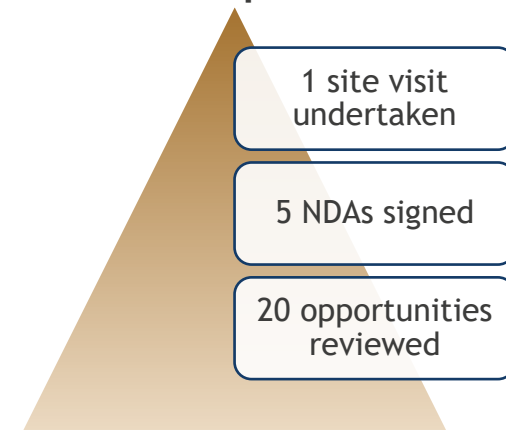 1 site visit
undertaken
5 NDAs signed
20 opportunities
reviewed